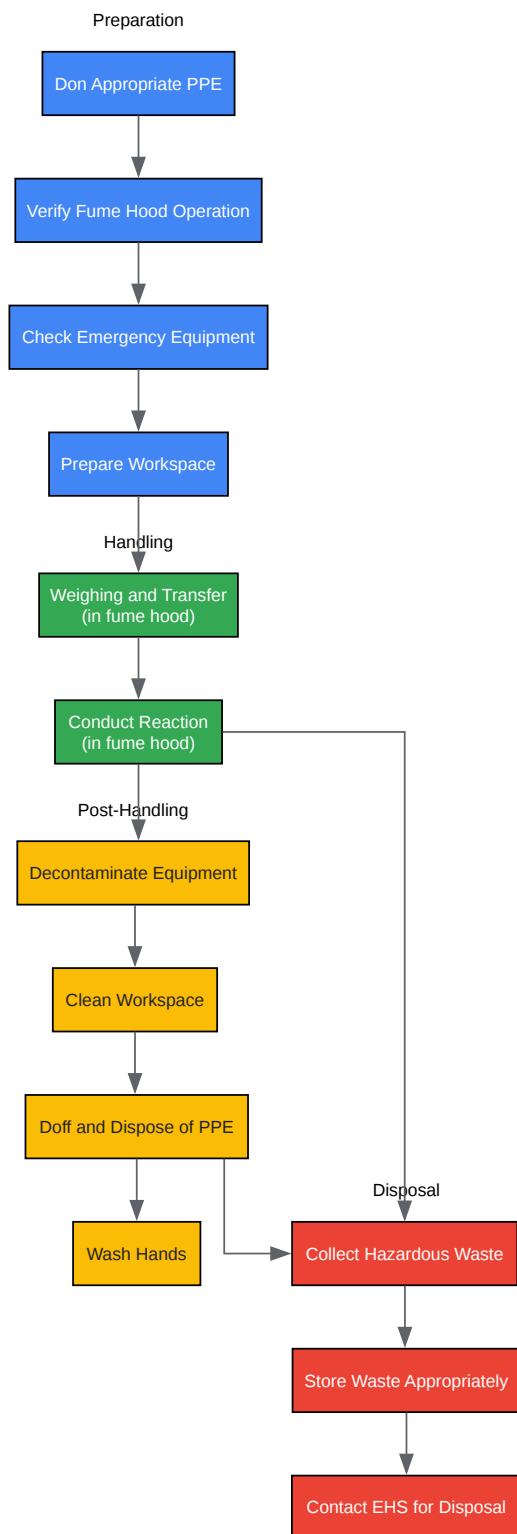 Preparation
Don Appropriate PPE
Verify Fume Hood Operation
Check Emergency Equipment
Prepare Workspace
Handling
Weighing and Transfer
(in fume hood)
Conduct Reaction
(in fume hood)
Post-Handling
Decontaminate Equipment
Clean Workspace
Doff and Dispose of PPE
Wash Hands
Disposal
Collect Hazardous Waste
Store Waste Appropriately
Contact EHS for Disposal